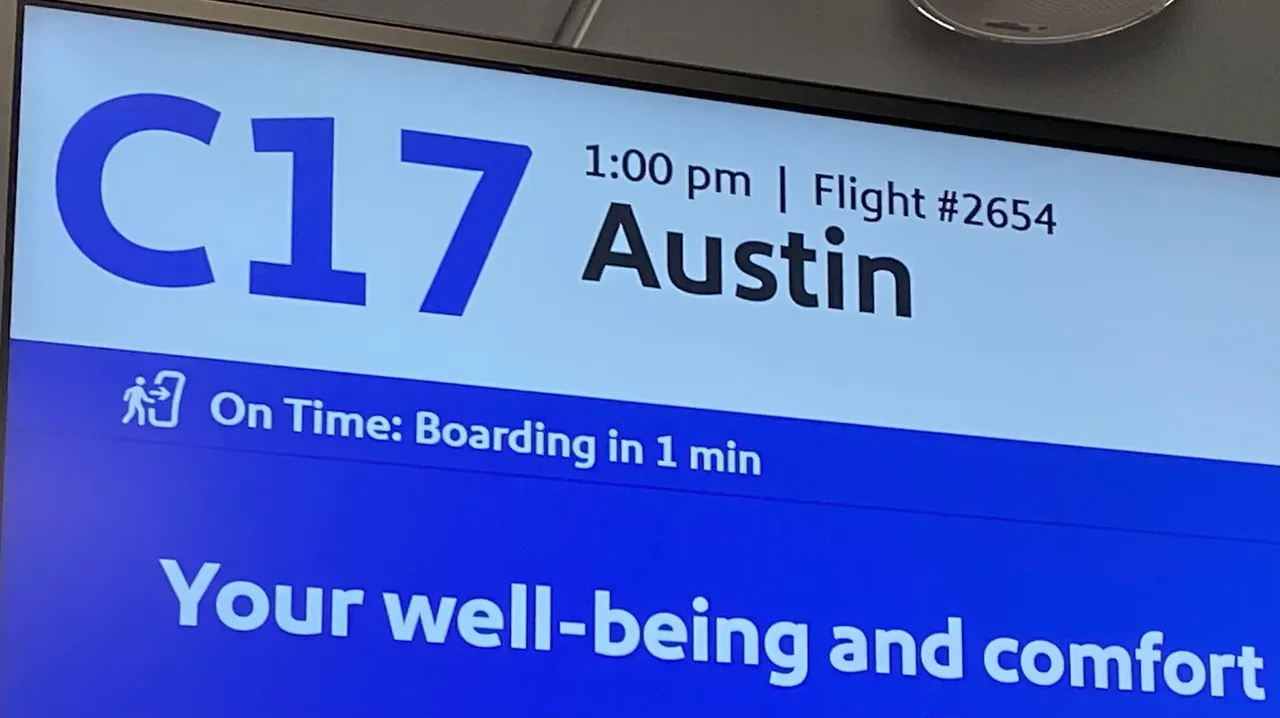 C17
1:00 pm | Flight #2654
Austin
On Time: Boarding in 1 min
Your well-being and comfort